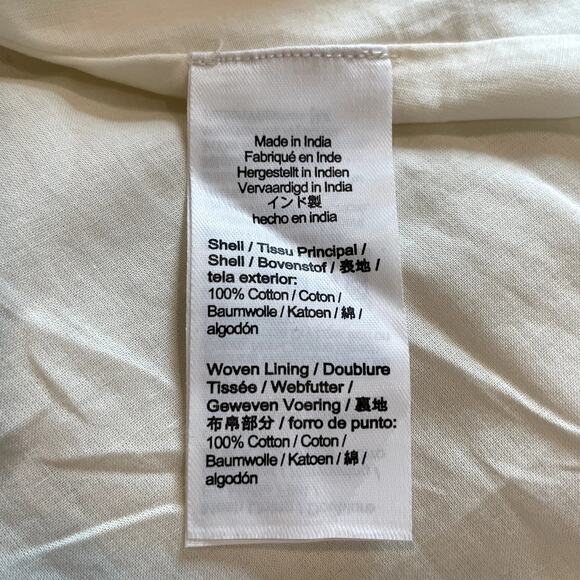 Made in India
Fabriqué en Inde
Hergestellt in Indien
Vervaardigd in India
インド製
hecho en india
Shell / Tissu Principal /
Shell / Bovenstof / 表地 /
tela exterior:
100% Cotton / Coton /
Baumwolle / Katoen / 綿 /
algodón
Woven Lining / Doublure
Tissée / Webfutter /
Geweven Voering / 裏地
布帛部分 / forro de punto:
100% Cotton / Coton /
Baumwolle / Katoen / 綿 /
algodón